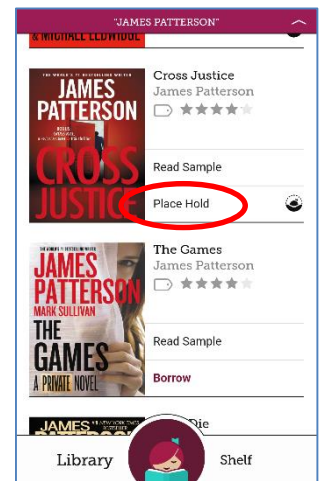 "JAMES PATTERSON"
& MICHAEL LEDWIDGE
THE WORLD'S #1 BESTSELLING WRITER
JAMES
PATTERSON
CROSS
JUSTICE
Cross Justice
James Patterson
Read Sample
Place Hold
JAMES
PATTERSON
MARK SULLIVAN
THE
GAMES
A PRIVATE NOVEL
The Games
James Patterson
Read Sample
Borrow
JAMES
PATTERSON
Die
Library
Shelf